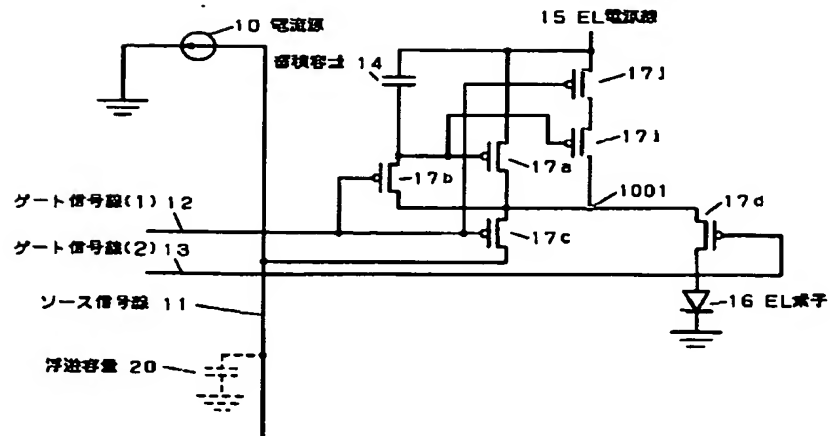 10 電流源
15 EL電源線
蓄積容量 14
17j
17i
17b
17a
1001
17d
ゲート信号線(1) 12
17c
ゲート信号線(2) 13
ソース信号線 11
16 EL素子
浮遊容量 20